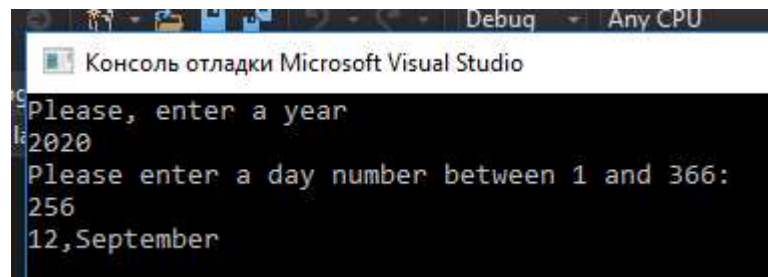 Debug Any CPU
Консоль отладки Microsoft Visual Studio
Please, enter a year
2020
Please enter a day number between 1 and 366:
256
12,September